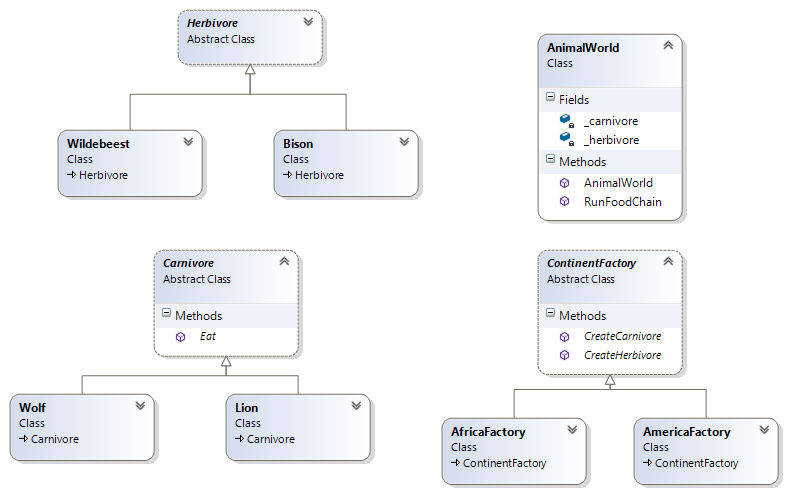 Herbivore
Abstract Class
Wildebeest
Class
Herbivore
Bison
Class
Herbivore
AnimalWorld
Class
Fields
_carnivore
_herbivore
Methods
AnimalWorld
RunFoodChain
Carnivore
Abstract Class
Methods
Eat
Wolf
Class
Carnivore
Lion
Class
Carnivore
ContinentFactory
Abstract Class
Methods
CreateCarnivore
CreateHerbivore
AfricaFactory
Class
ContinentFactory
AmericaFactory
Class
ContinentFactory